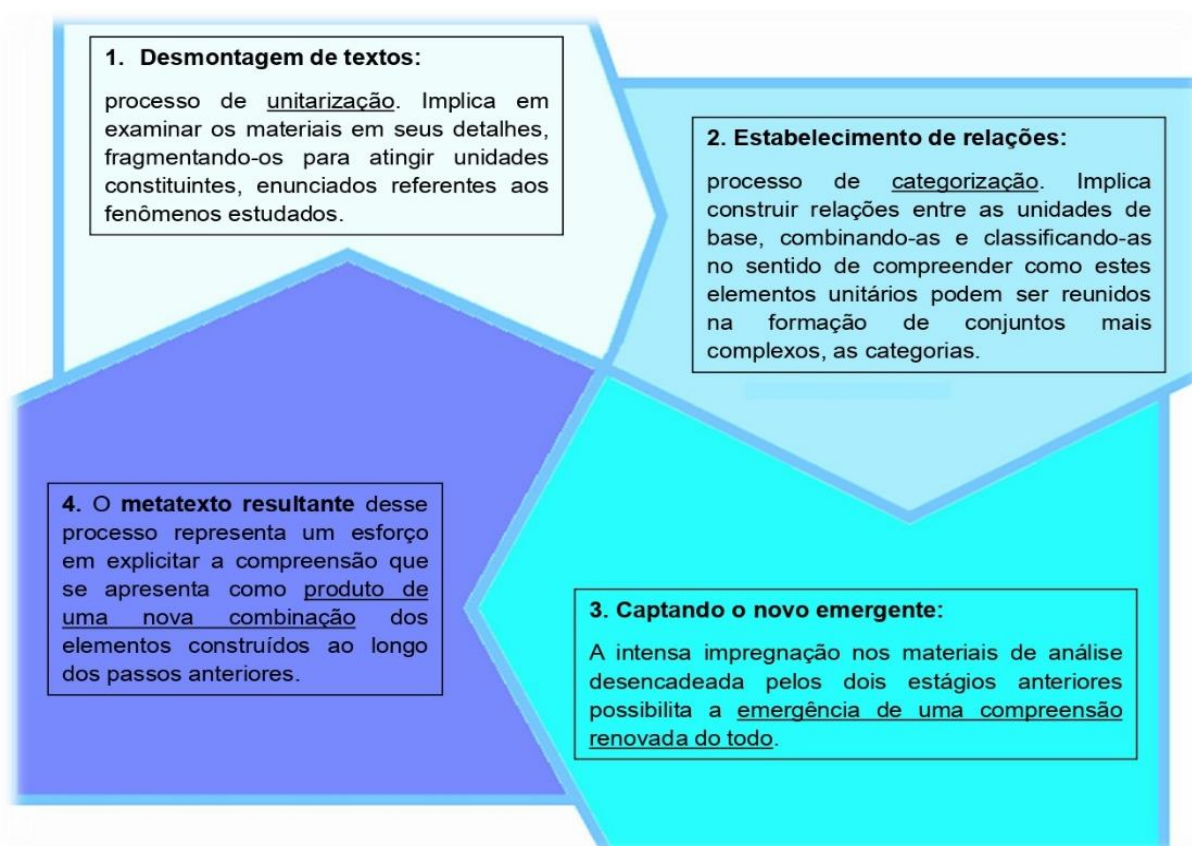 1. Desmontagem de textos:
processo de unitarização. Implica em
examinar os materiais em seus detalhes,
fragmentando-os para atingir unidades
constituintes, enunciados referentes aos
fenômenos estudados.
2. Estabelecimento de relações:
processo de categorização. Implica
construir relações entre as unidades de
base, combinando-as e classificando-as
no sentido de compreender como estes
elementos unitários podem ser reunidos
na formação de conjuntos mais
complexos, as categorias.
3. Captando o novo emergente:
A intensa impregnação nos materiais de análise
desencadeada pelos dois estágios anteriores
possibilita a emergência de uma compreensão
renovada do todo.
4. O metatexto resultante desse
processo representa um esforço
em explicitar a compreensão que
se apresenta como produto de
uma nova combinação dos
elementos construídos ao longo
dos passos anteriores.